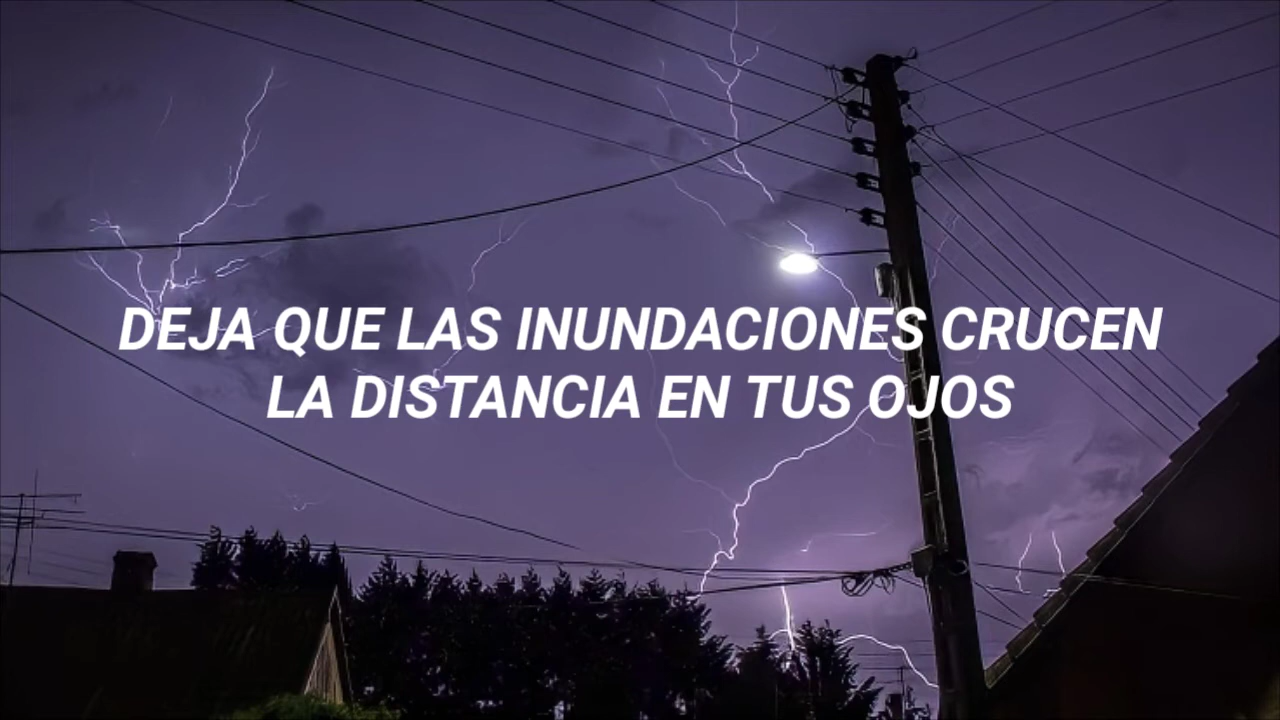 DEJA QUE LAS INUNDACIONES CRUCEN
LA DISTANCIA EN TUS OJOS